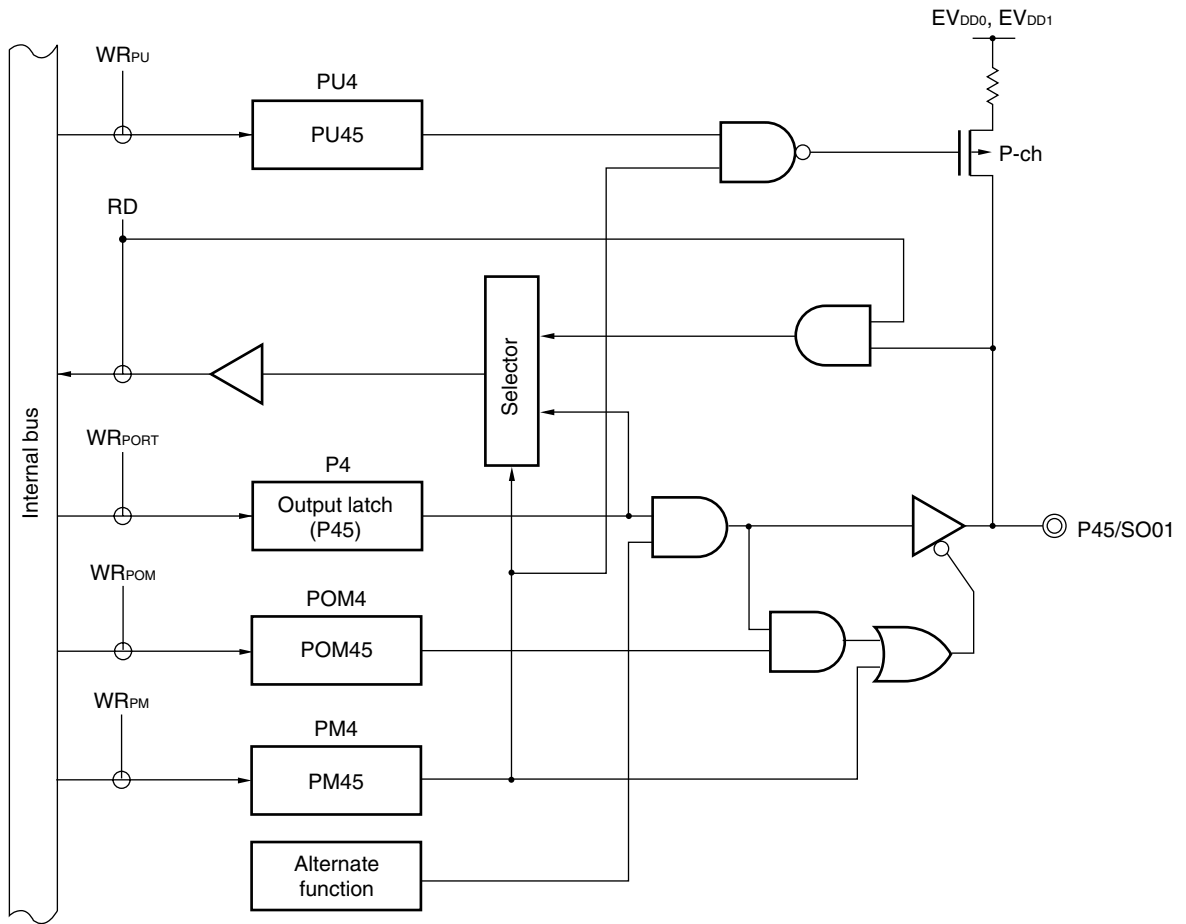 EVDD0, EVDD1
WRPU
PU4
PU45
P-ch
RD
Selector
Internal bus
WRPORT
P4
Output latch
(P45)
P45/SO01
WRPOM
POM4
POM45
WRPM
PM4
PM45
Alternate
function